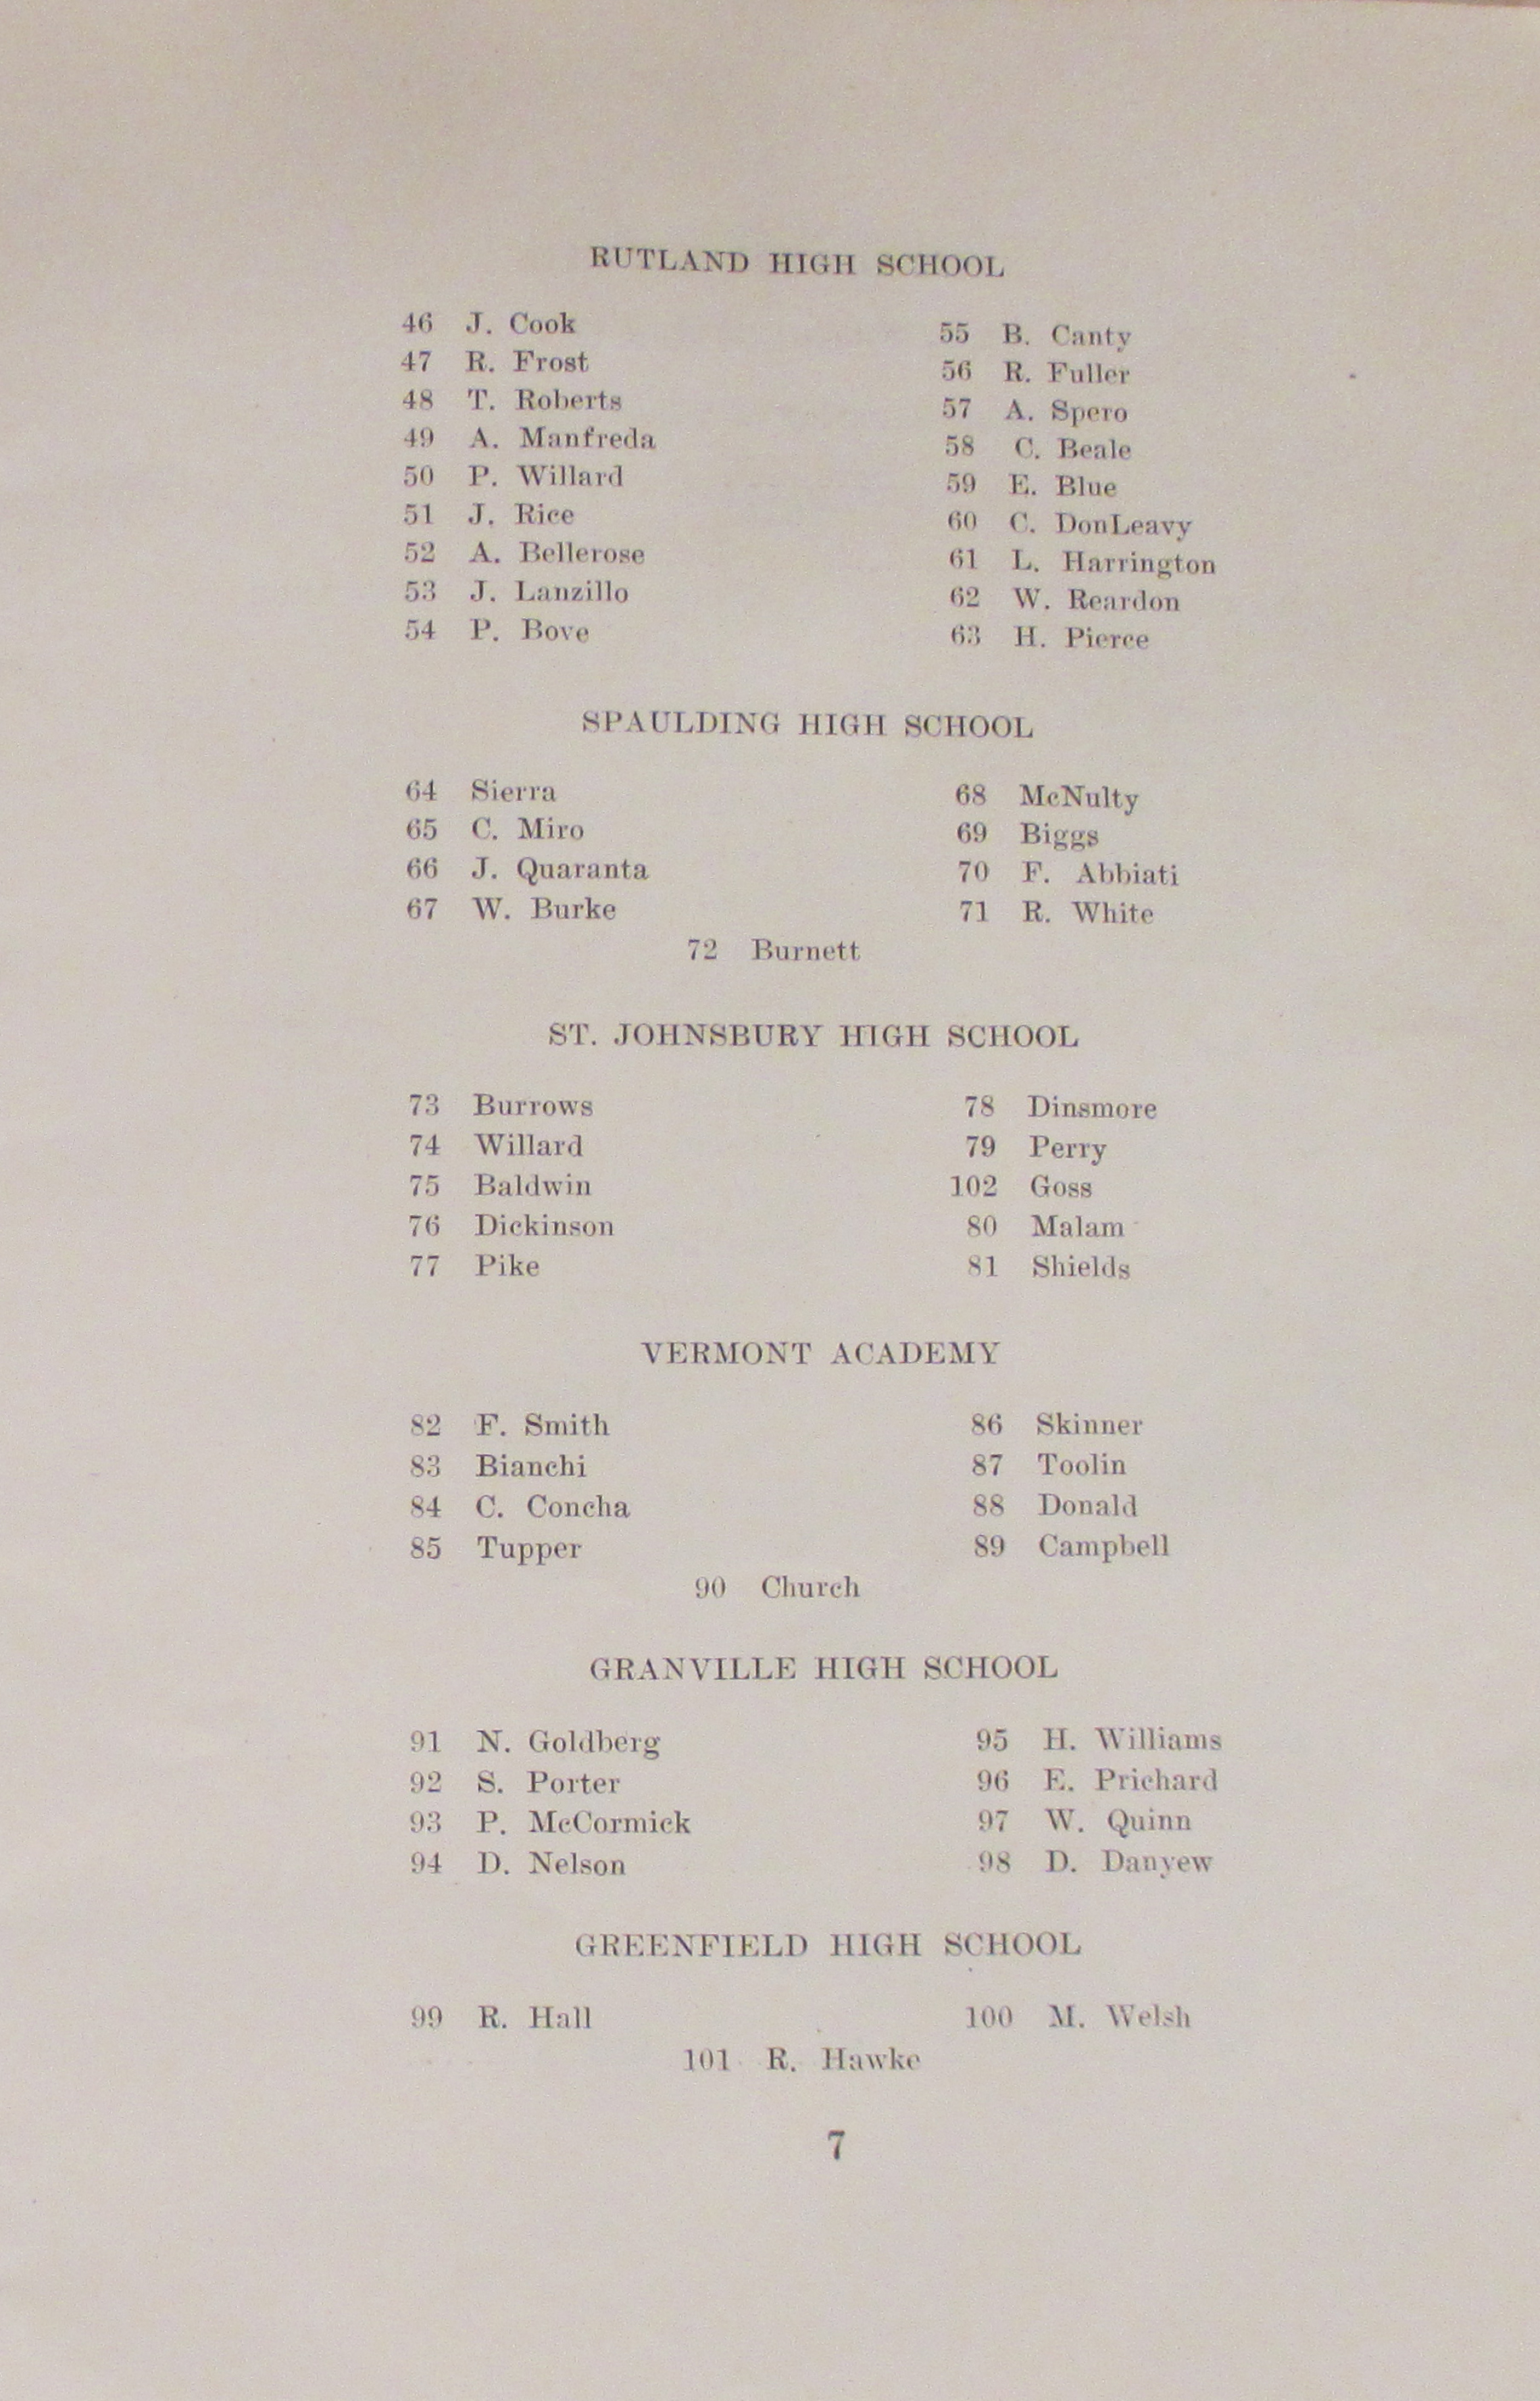 RUTLAND HIGH SCHOOL
46 J. Cook
47 R. Frost
48 T. Roberts
49 A. Manfreda
50 P. Willard
51 J. Rice
52 A. Bellerose
53 J. Lanzillo
54 P. Bove
55 B. Canty
56 R. Fuller
57 A. Spero
58 C. Beale
59 E. Blue
60 C. DonLeavy
61 L. Harrington
62 W. Reardon
63 H. Pierce
SPAULDING HIGH SCHOOL
64 Sierra
65 C. Miro
66 J. Quaranta
67 W. Burke
68 McNulty
69 Biggs
70 F. Abbiati
71 R. White
72 Burnett
ST. JOHNSBURY HIGH SCHOOL
73 Burrows
74 Willard
75 Baldwin
76 Dickinson
77 Pike
78 Dinsmore
79 Perry
102 Goss
80 Malam
81 Shields
VERMONT ACADEMY
82 F. Smith
83 Bianchi
84 C. Concha
85 Tupper
86 Skinner
87 Toolin
88 Donald
89 Campbell
90 Church
GRANVILLE HIGH SCHOOL
91 N. Goldberg
92 S. Porter
93 P. McCormick
94 D. Nelson
95 H. Williams
96 E. Prichard
97 W. Quinn
98 D. Danyew
GREENFIELD HIGH SCHOOL
99 R. Hall
100 M. Welsh
101 R. Hawke
7